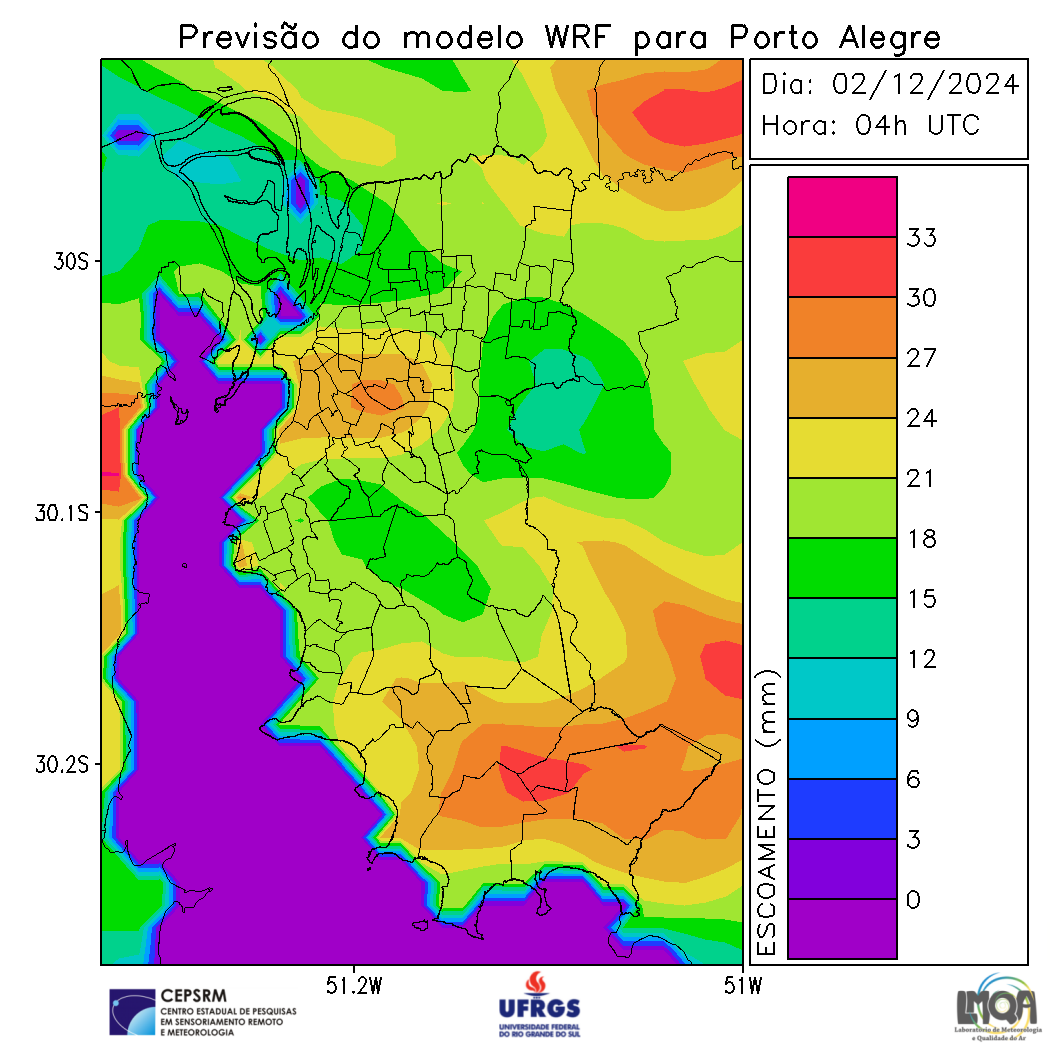 Previsão do modelo WRF para Porto Alegre
Dia: 02/12/2024
Hora: 04h UTC
30S
30.1S
30.2S
51.2W
51W
ESCOAMENTO (mm)
33
30
27
24
21
18
15
12
9
6
3
0
CEPSRM
CENTRO ESTADUAL DE PESQUISAS
EM SENSORIAMENTO REMOTO
E METEOROLOGIA
UFRGS
UNIVERSIDADE FEDERAL
DO RIO GRANDE DO SUL
LMQA
Laboratório de Meteorologia
e Qualidade do Ar